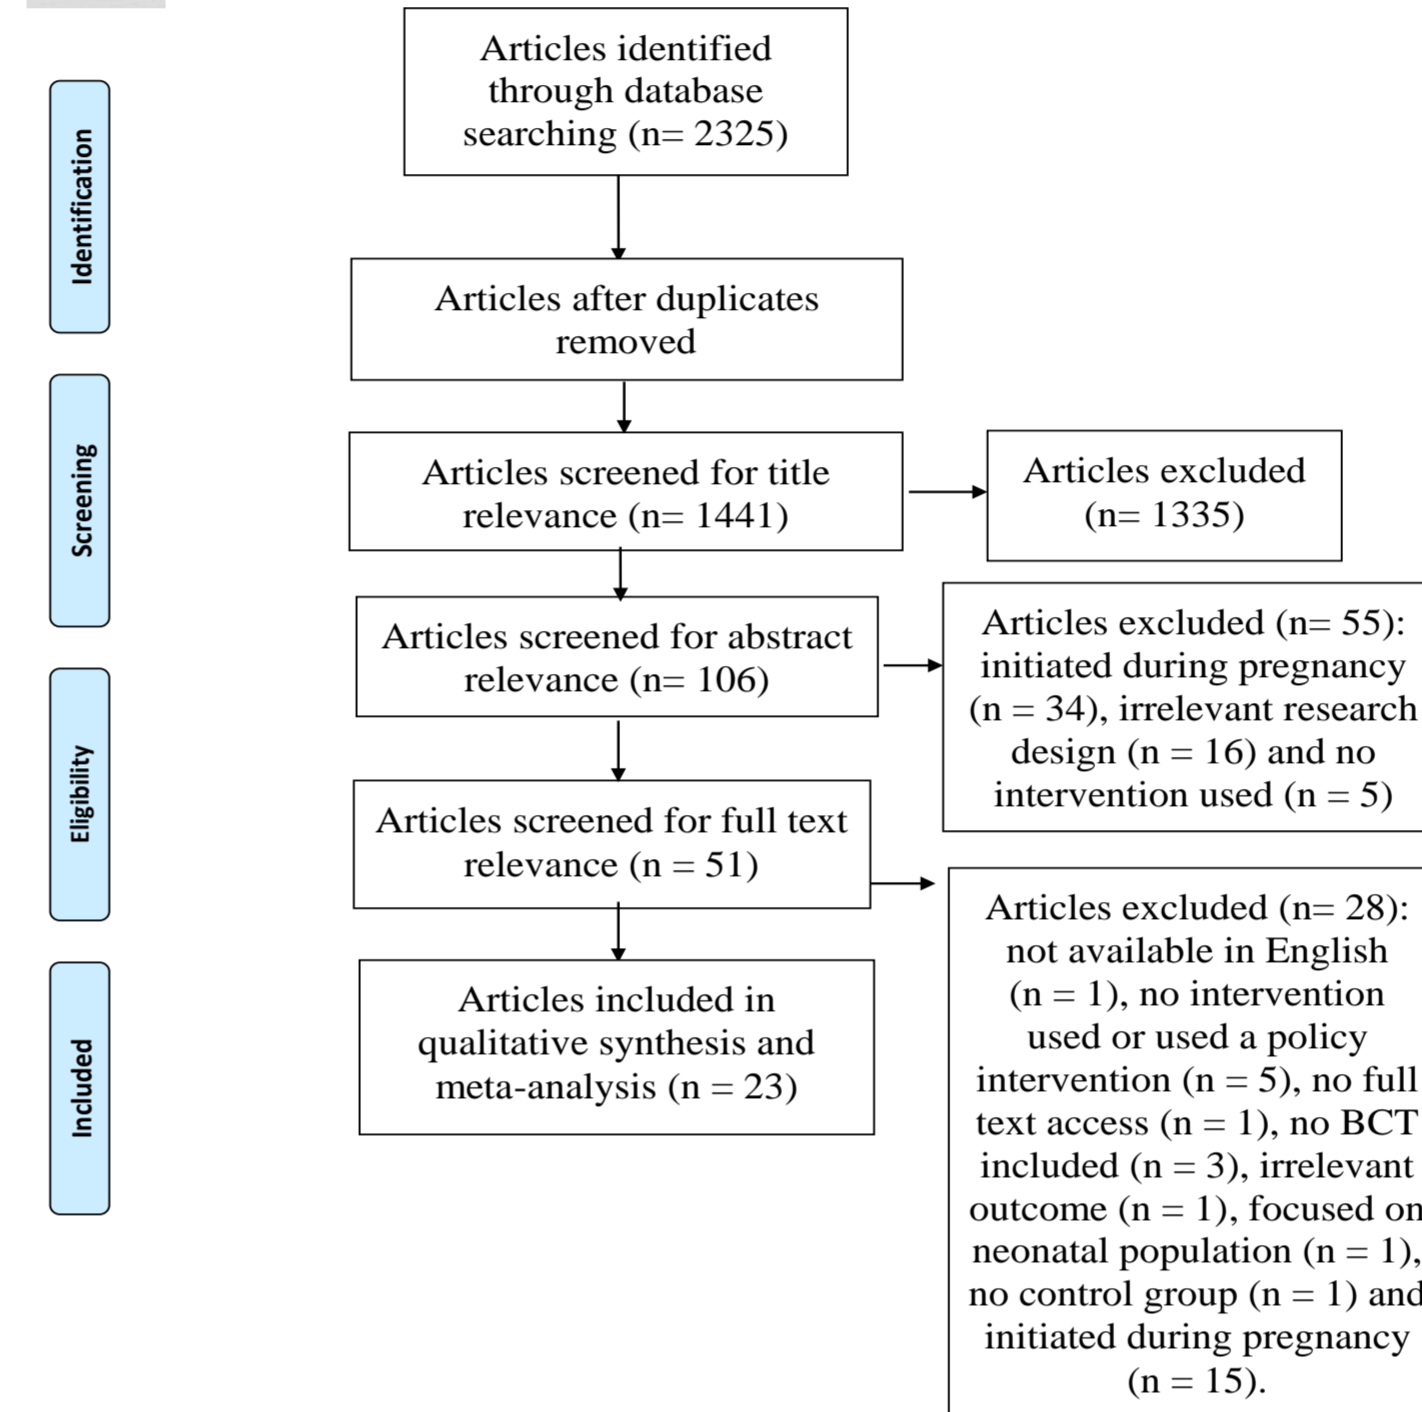 Identification
Screening
Eligibility
Included
Articles identified
through database
searching (n= 2325)
Articles after duplicates
removed
Articles screened for title
relevance (n= 1441)
Articles excluded
(n= 1335)
Articles screened for abstract
relevance (n= 106)
Articles excluded (n= 55):
initiated during pregnancy
(n = 34), irrelevant research
design (n = 16) and no
intervention used (n = 5)
Articles screened for full text
relevance (n = 51)
Articles excluded (n= 28):
not available in English
(n = 1), no intervention
used or used a policy
intervention (n = 5), no full
text access (n = 1), no BCT
included (n = 3), irrelevant
outcome (n = 1), focused on
neonatal population (n = 1),
no control group (n = 1) and
initiated during pregnancy
(n = 15).
Articles included in
qualitative synthesis and
meta-analysis (n = 23)